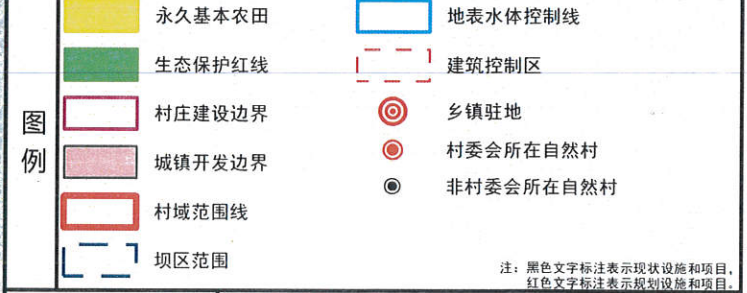 图例
永久基本农田
生态保护红线
村庄建设边界
城镇开发边界
村域范围线
坝区范围
地表水体控制线
建筑控制区
乡镇驻地
村委会所在自然村
非村委会所在自然村
注：黑色文字标注表示现状设施和项目，
红色文字标注表示规划设施和项目。